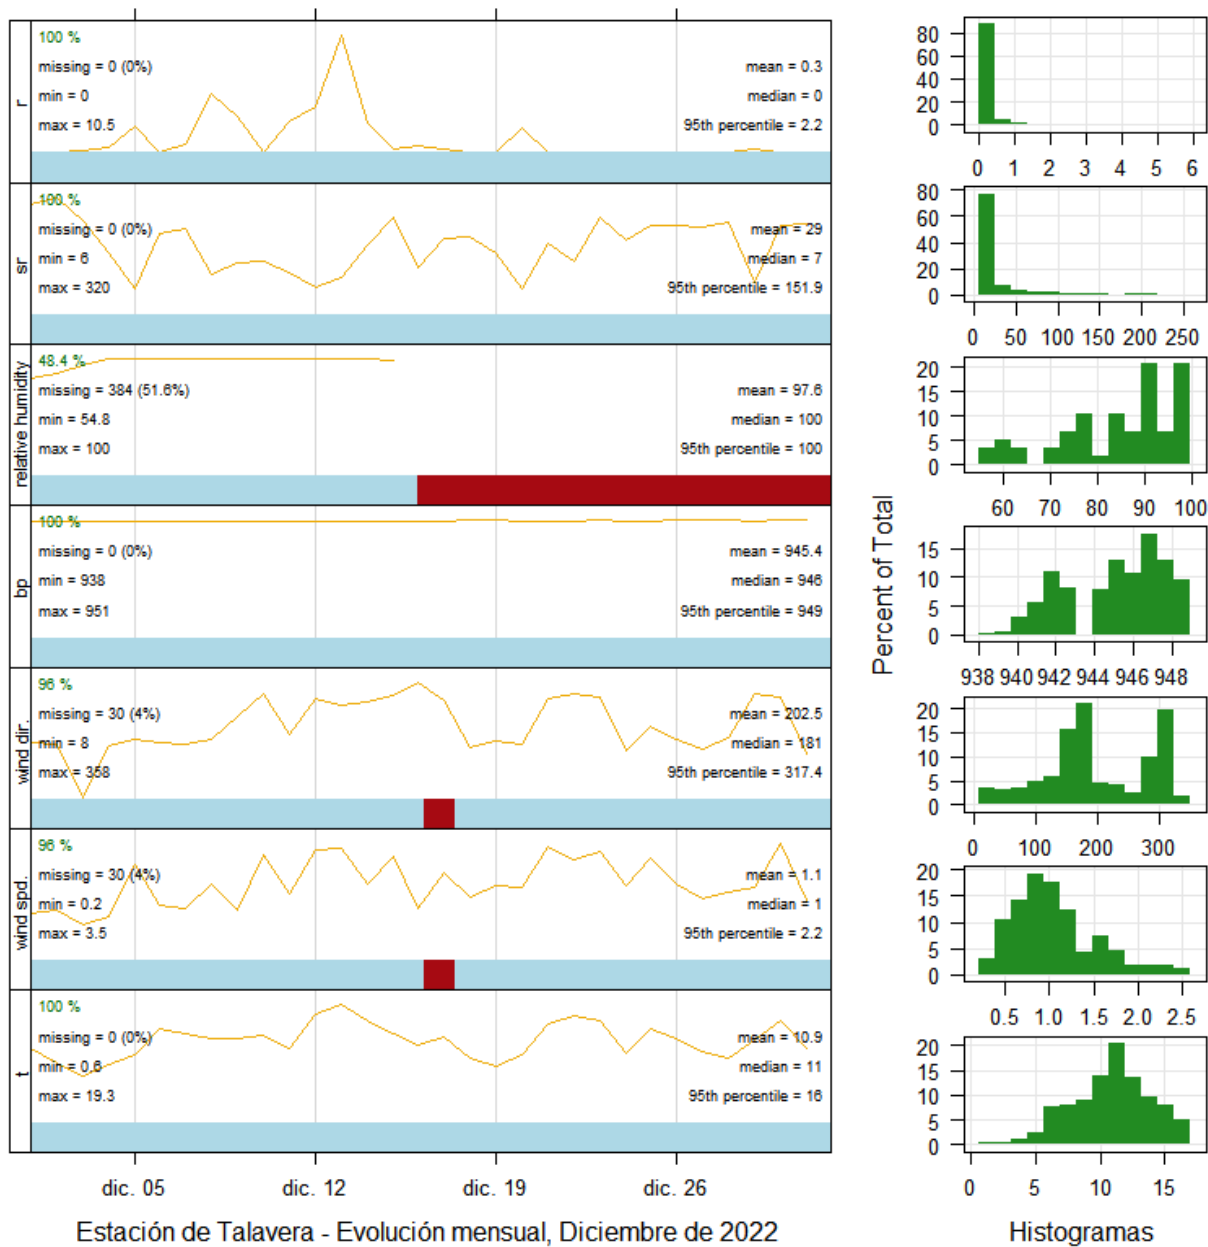 r
100 %
missing = 0 (0%)
min = 0
max = 10.5
mean = 0.3
median = 0
95th percentile = 2.2
sr
100 %
missing = 0 (0%)
min = 6
max = 320
mean = 29
median = 7
95th percentile = 151.9
relative humidity
48.4 %
missing = 384 (51.6%)
min = 54.8
max = 100
mean = 97.6
median = 100
95th percentile = 100
bp
100 %
missing = 0 (0%)
min = 938
max = 951
mean = 945.4
median = 946
95th percentile = 949
wind dir.
96 %
missing = 30 (4%)
min = 8
max = 358
mean = 202.5
median = 181
95th percentile = 317.4
wind spd.
96 %
missing = 30 (4%)
min = 0.2
max = 3.5
mean = 1.1
median = 1
95th percentile = 2.2
t
100 %
missing = 0 (0%)
min = 0.6
max = 19.3
mean = 10.9
median = 11
95th percentile = 16
dic. 05 dic. 12 dic. 19 dic. 26
Estación de Talavera - Evolución mensual, Diciembre de 2022
Percent of Total
80
60
40
20
0
0 1 2 3 4 5 6
80
60
40
20
0
0 50 100 150 200 250
20
15
10
5
0
60 70 80 90 100
15
10
5
0
938 940 942 944 946 948
20
15
10
5
0
0 100 200 300
20
15
10
5
0
0.5 1.0 1.5 2.0 2.5
20
15
10
5
0
0 5 10 15
Histogramas